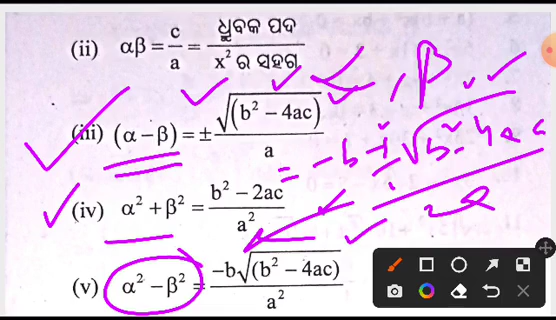 (ii) αβ = c/a = ଧ୍ରୁବକ ପଦ / x² ର ସହଗ
α, β
(iii) (α − β) = ± √(b² − 4ac) / a
= −b ± √b² − 4ac / 2a
(iv) α² + β² = b² − 2ac / a²
(v) α² − β² = −b√(b² − 4ac) / a²